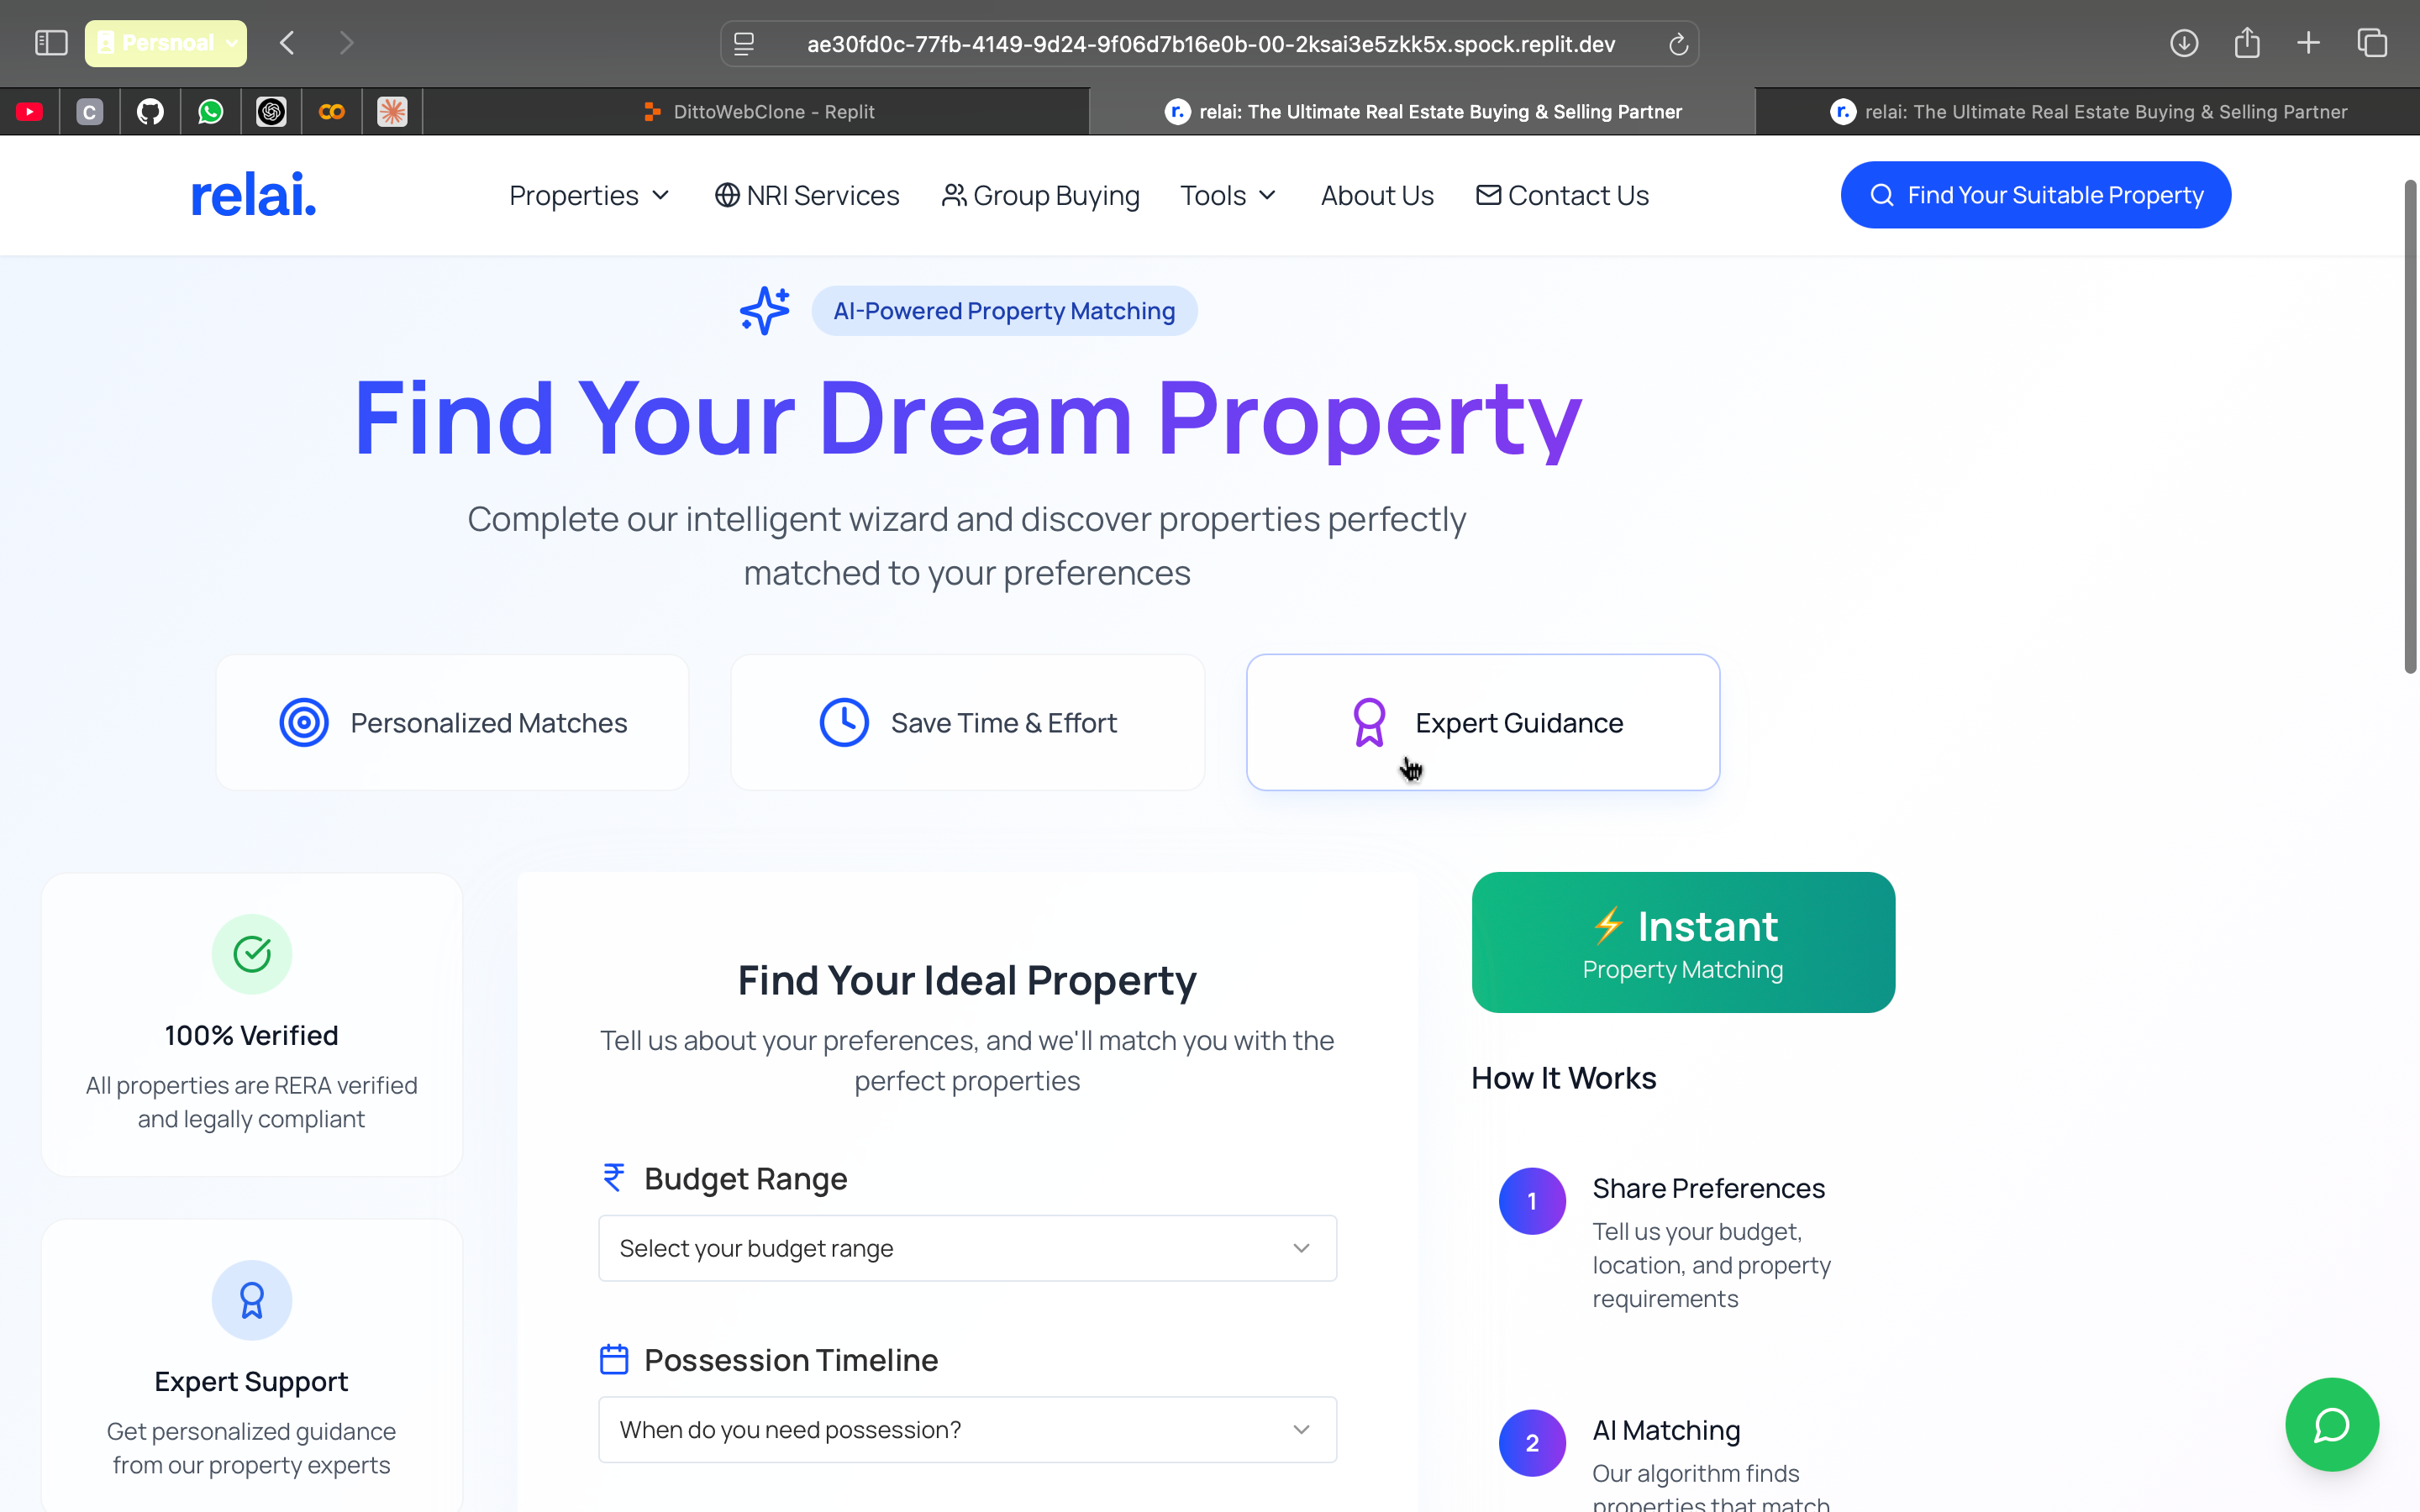 Persnoal
ae30fd0c-77fb-4149-9d24-9f06d7b16e0b-00-2ksai3e5zkk5x.spock.replit.dev
C
DittoWebClone - Replit
r.
relai: The Ultimate Real Estate Buying & Selling Partner
r.
relai: The Ultimate Real Estate Buying & Selling Partner
relai.
Properties
NRI Services
Group Buying
Tools
About Us
Contact Us
Find Your Suitable Property
AI-Powered Property Matching
Find Your Dream Property
Complete our intelligent wizard and discover properties perfectly
matched to your preferences
Personalized Matches
Save Time & Effort
Expert Guidance
100% Verified
All properties are RERA verified
and legally compliant
Expert Support
Get personalized guidance
from our property experts
Find Your Ideal Property
Tell us about your preferences, and we'll match you with the
perfect properties
₹ Budget Range
Select your budget range
Possession Timeline
When do you need possession?
⚡ Instant
Property Matching
How It Works
1
Share Preferences
Tell us your budget,
location, and property
requirements
2
AI Matching
Our algorithm finds
properties that match